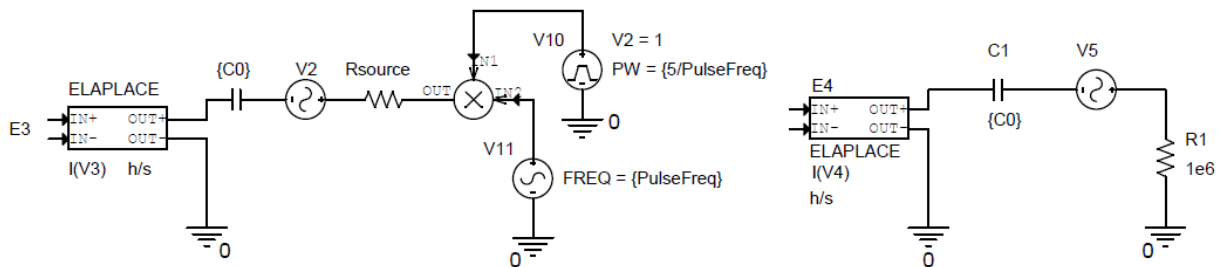 V10
V2 = 1
PW = {5/PulseFreq}
0
{C0}
V2
Rsource
IN1
OUT
IN2
ELAPLACE
E3
IN+ OUT+
IN- OUT-
I(V3) h/s
0
V11
FREQ = {PulseFreq}
0
C1
V5
E4
IN+ OUT+
IN- OUT-
{C0}
ELAPLACE
I(V4)
h/s
R1
1e6
0
0